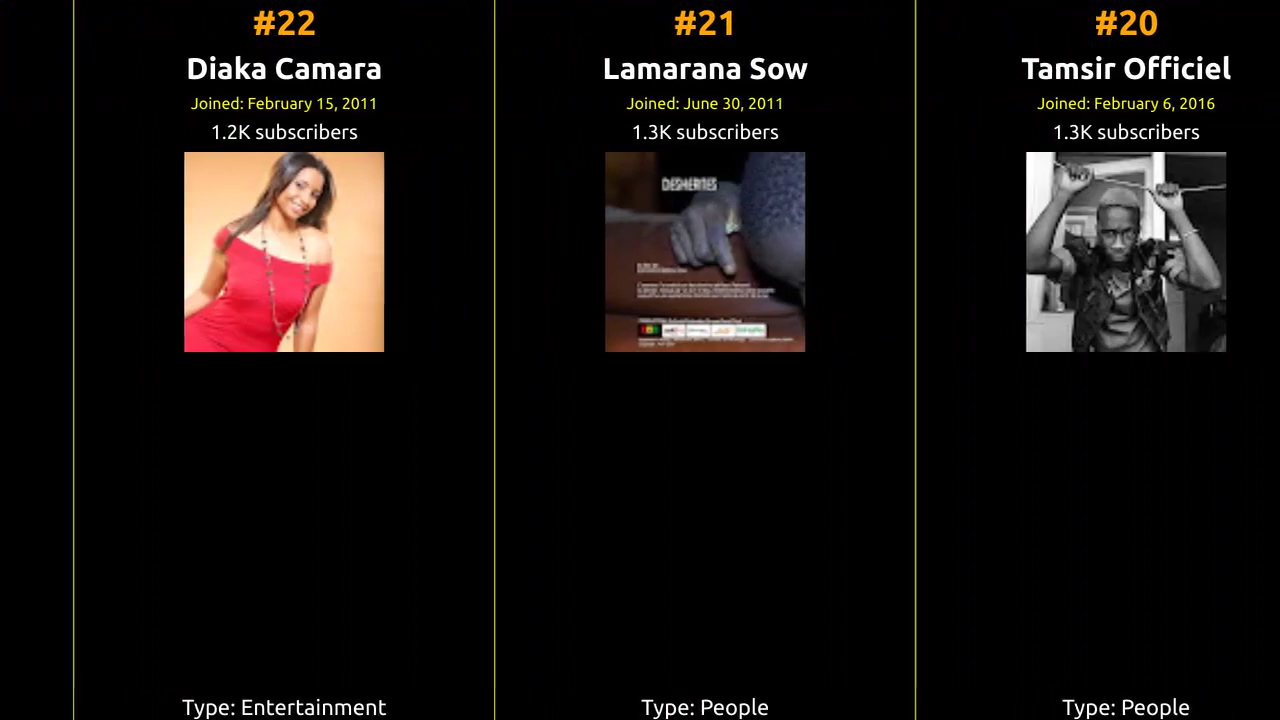 #22
Diaka Camara
Joined: February 15, 2011
1.2K subscribers
Type: Entertainment
#21
Lamarana Sow
Joined: June 30, 2011
1.3K subscribers
DESHERITES
Type: People
#20
Tamsir Officiel
Joined: February 6, 2016
1.3K subscribers
Type: People